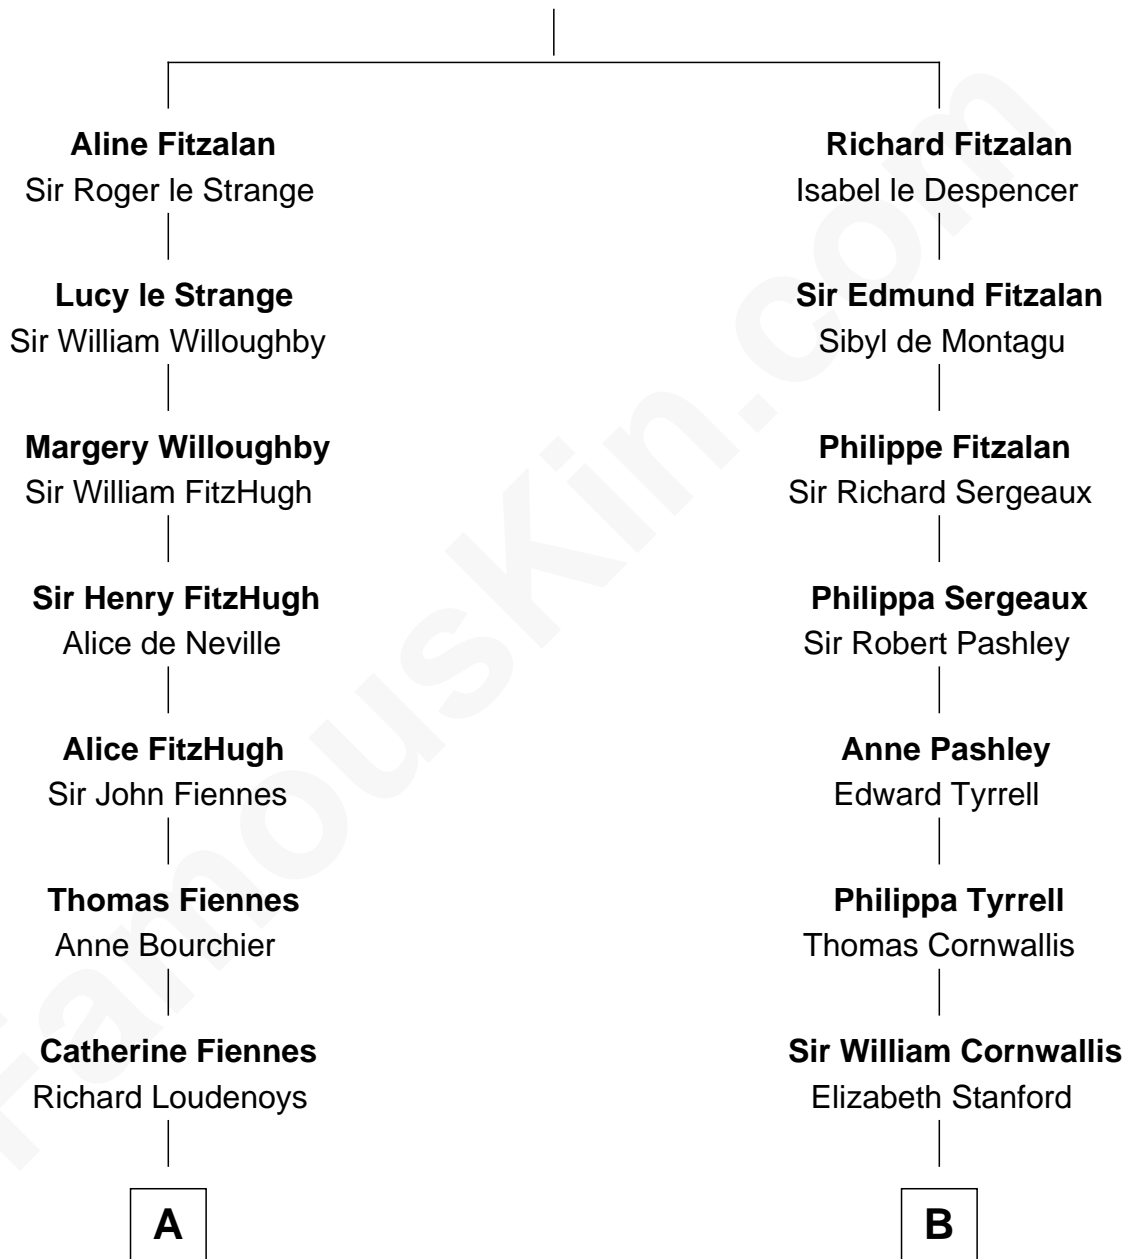 Aline Fitzalan
Sir Roger le Strange
Lucy le Strange
Sir William Willoughby
Margery Willoughby
Sir William FitzHugh
Sir Henry FitzHugh
Alice de Neville
Alice FitzHugh
Sir John Fiennes
Thomas Fiennes
Anne Bourchier
Catherine Fiennes
Richard Loudenoys
A
Richard Fitzalan
Isabel le Despencer
Sir Edmund Fitzalan
Sibyl de Montagu
Philippe Fitzalan
Sir Richard Sergeaux
Philippa Sergeaux
Sir Robert Pashley
Anne Pashley
Edward Tyrrell
Philippa Tyrrell
Thomas Cornwallis
Sir William Cornwallis
Elizabeth Stanford
B
FamousKin.com